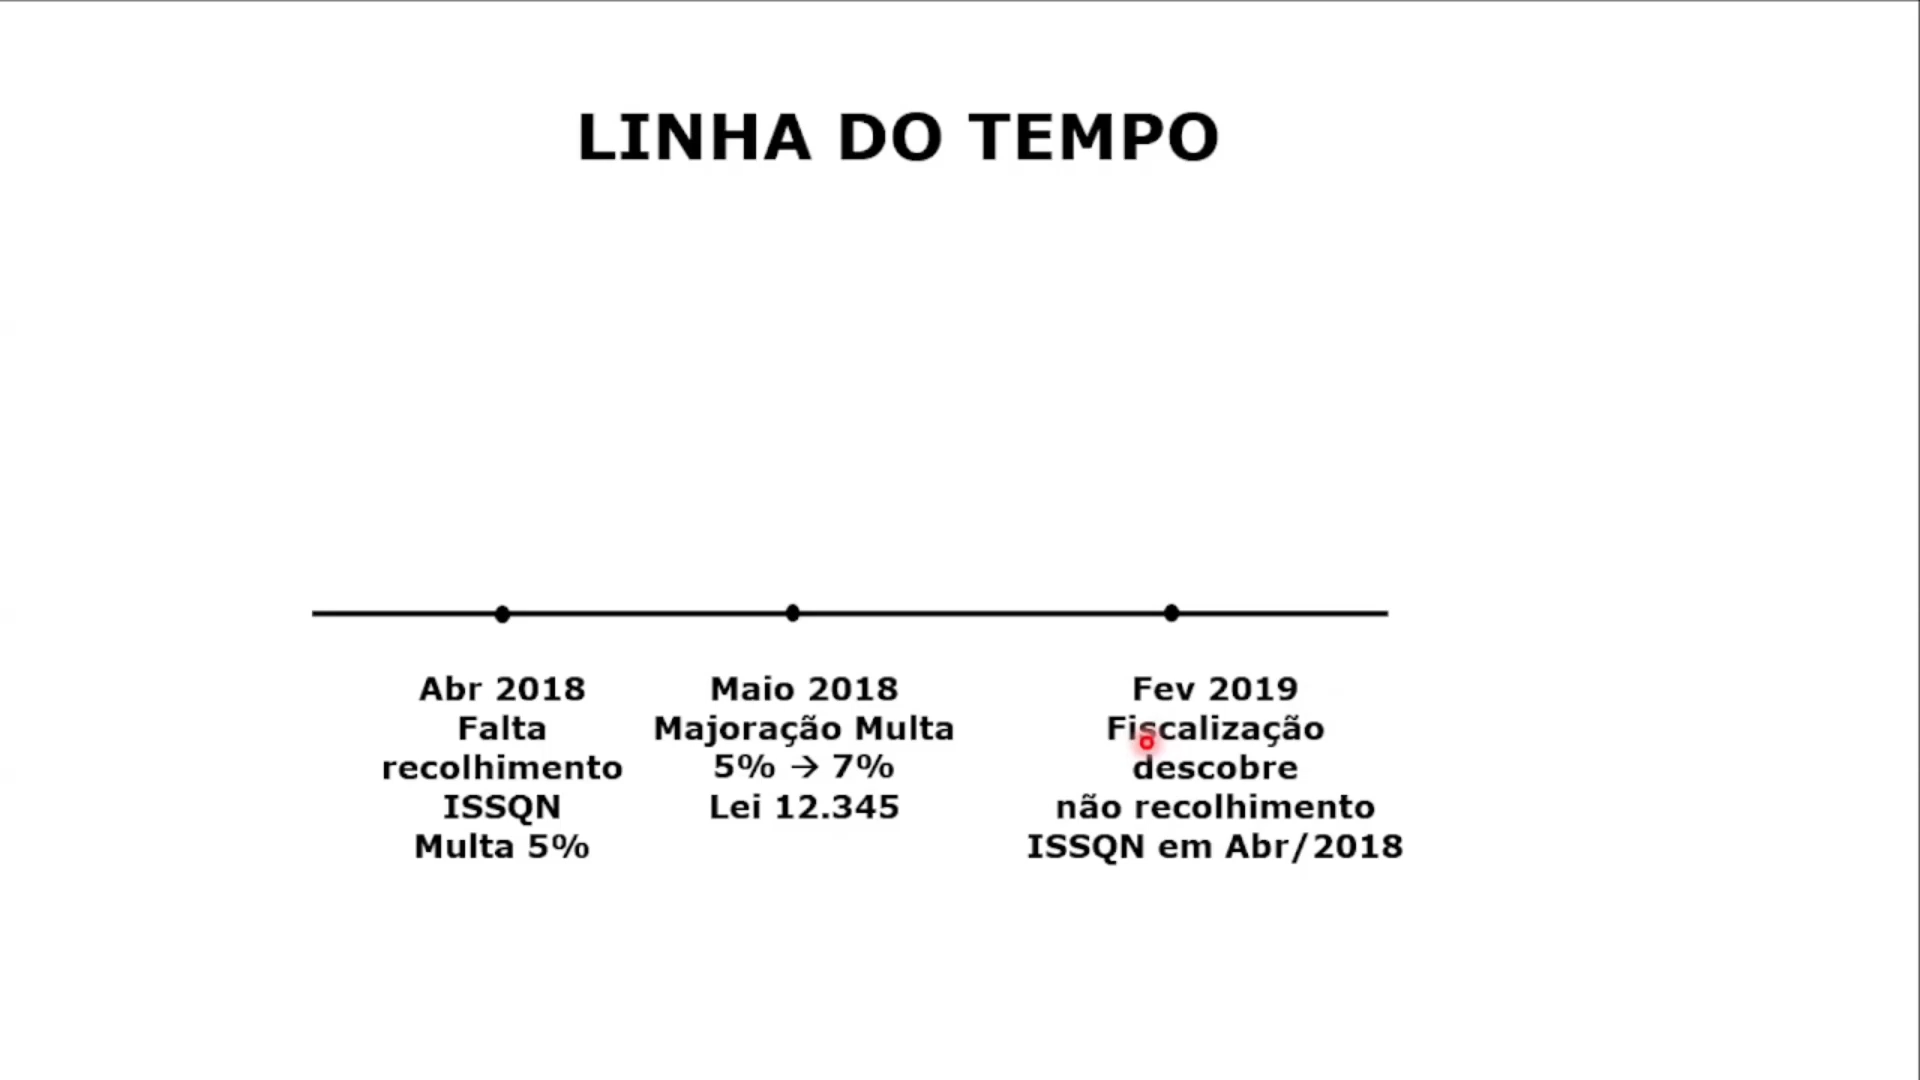 LINHA DO TEMPO
Abr 2018
Falta
recolhimento
ISSQN
Multa 5%
Maio 2018
Majoração Multa
5% → 7%
Lei 12.345
Fev 2019
Fiscalização
descobre
não recolhimento
ISSQN em Abr/2018